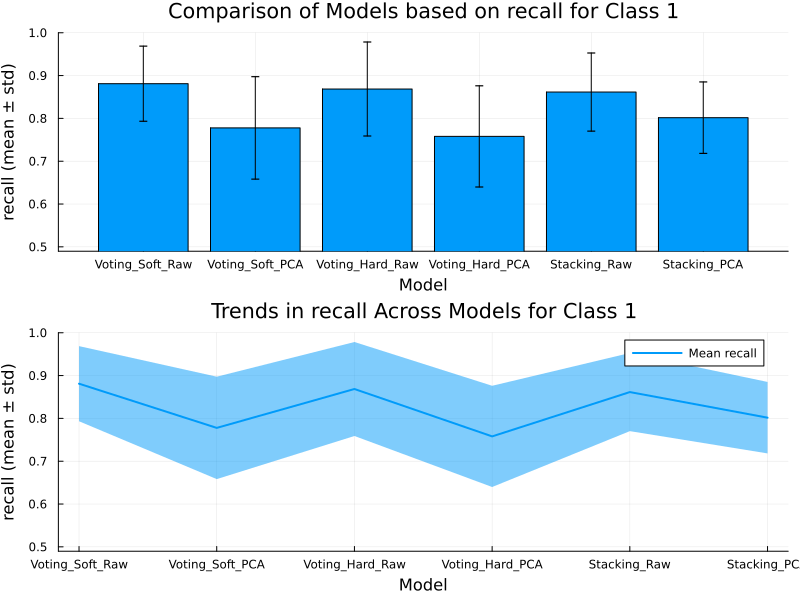 Comparison of Models based on recall for Class 1
recall (mean ± std)
1.0
0.9
0.8
0.7
0.6
0.5
Voting_Soft_Raw Voting_Soft_PCA Voting_Hard_Raw Voting_Hard_PCA Stacking_Raw Stacking_PCA
Model
Trends in recall Across Models for Class 1
recall (mean ± std)
1.0
0.9
0.8
0.7
0.6
0.5
Mean recall
Voting_Soft_Raw Voting_Soft_PCA Voting_Hard_Raw Voting_Hard_PCA Stacking_Raw Stacking_PC
Model